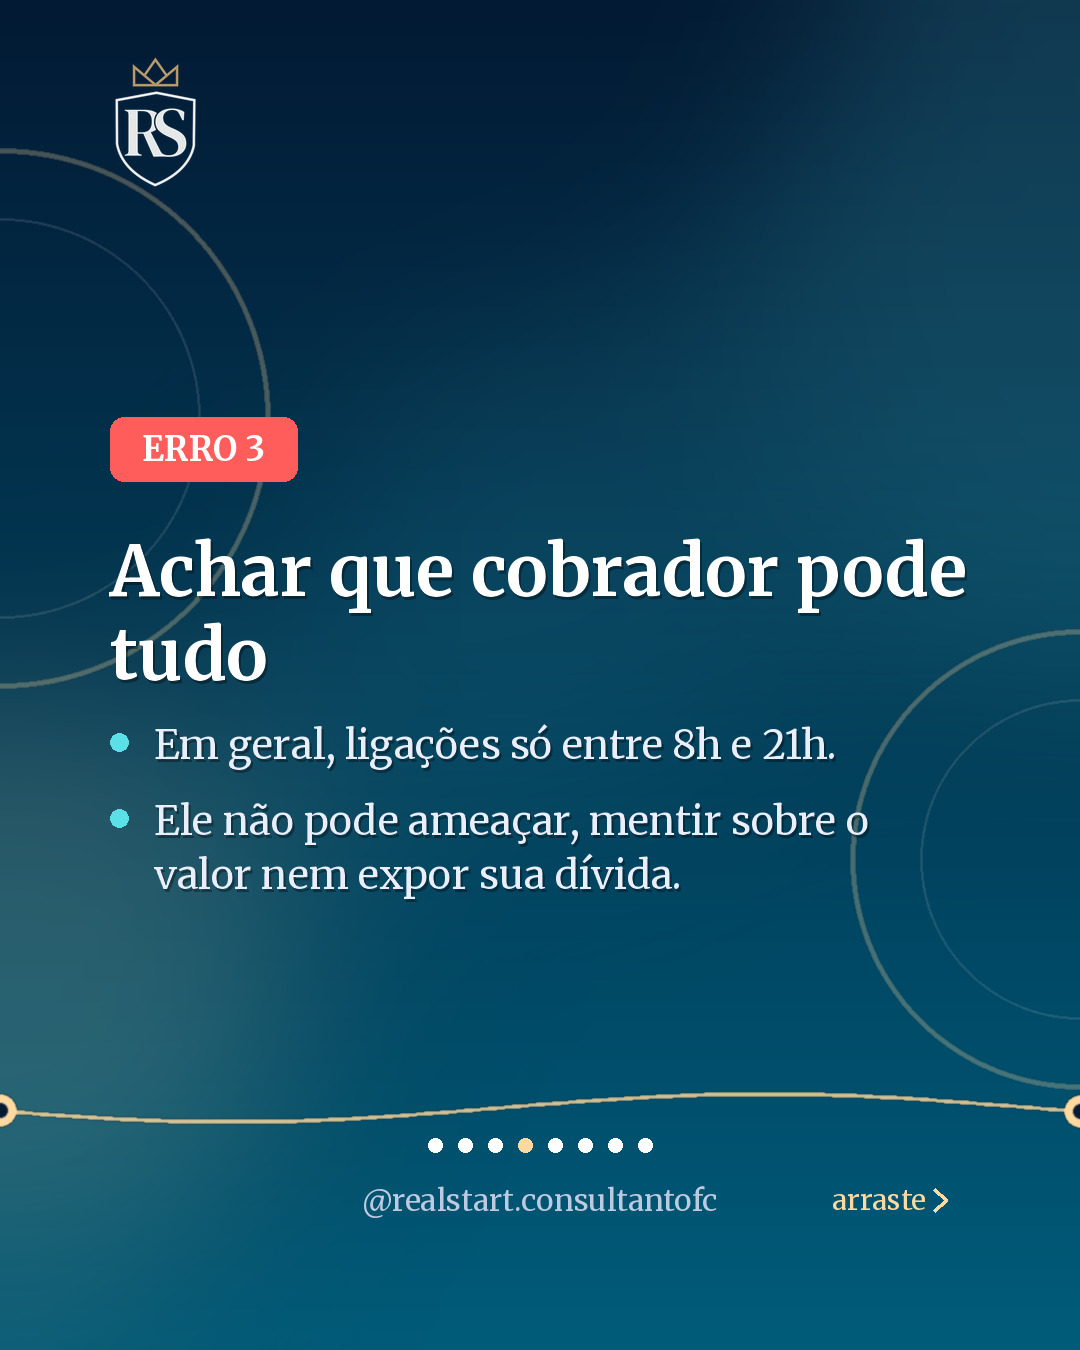 RS
ERRO 3
Achar que cobrador pode
tudo
Em geral, ligações só entre 8h e 21h.
Ele não pode ameaçar, mentir sobre o
valor nem expor sua dívida.
@realstart.consultantofc
arraste